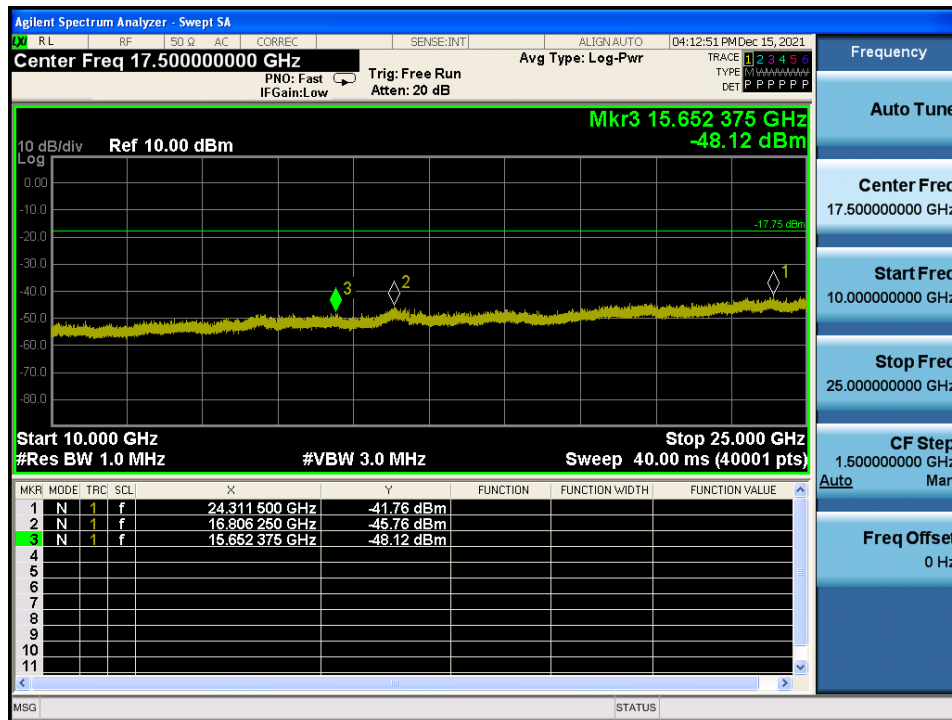 Agilent Spectrum Analyzer - Swept SA
LXI RL RF 50 Ω AC CORREC SENSE:INT ALIGN AUTO 04:12:51 PM Dec 15, 2021
Center Freq 17.500000000 GHz
PNO: Fast
IFGain:Low
Trig: Free Run
Atten: 20 dB
Avg Type: Log-Pwr
TRACE 1 2 3 4 5 6
TYPE M W W W W W
DET P P P P P P
Mkr3 15.652 375 GHz
-48.12 dBm
10 dB/div Ref 10.00 dBm
Log
0.00
-10.0
-17.75 dBm
-20.0
-30.0
1
-40.0
2
3
-50.0
-60.0
-70.0
-80.0
Start 10.000 GHz Stop 25.000 GHz
#Res BW 1.0 MHz #VBW 3.0 MHz Sweep 40.00 ms (40001 pts)
MKR MODE TRC SCL X Y FUNCTION FUNCTION WIDTH FUNCTION VALUE
1 N 1 f 24.311 500 GHz -41.76 dBm
2 N 1 f 16.806 250 GHz -45.76 dBm
3 N 1 f 15.652 375 GHz -48.12 dBm
4
5
6
7
8
9
10
11
MSG STATUS
Frequency
Auto Tune
Center Freq
17.500000000 GHz
Start Freq
10.000000000 GHz
Stop Freq
25.000000000 GHz
CF Step
1.500000000 GHz
Auto Man
Freq Offset
0 Hz